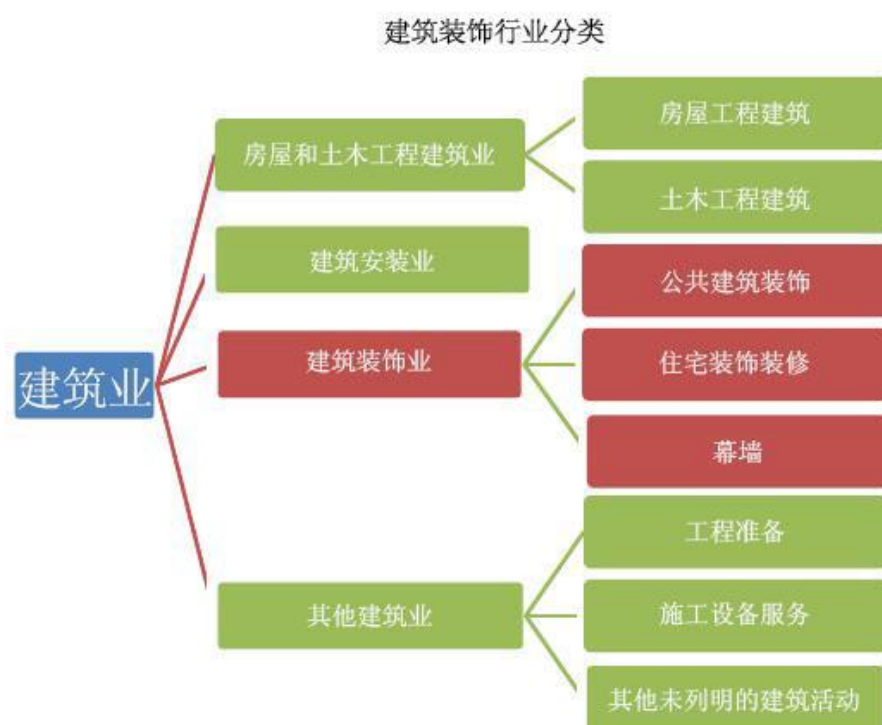 建筑装饰行业分类
房屋工程建筑
房屋和土木工程建筑业
土木工程建筑
建筑安装业
公共建筑装饰
建筑装饰业
住宅装饰装修
建筑业
幕墙
工程准备
其他建筑业
施工设备服务
其他未列明的建筑活动